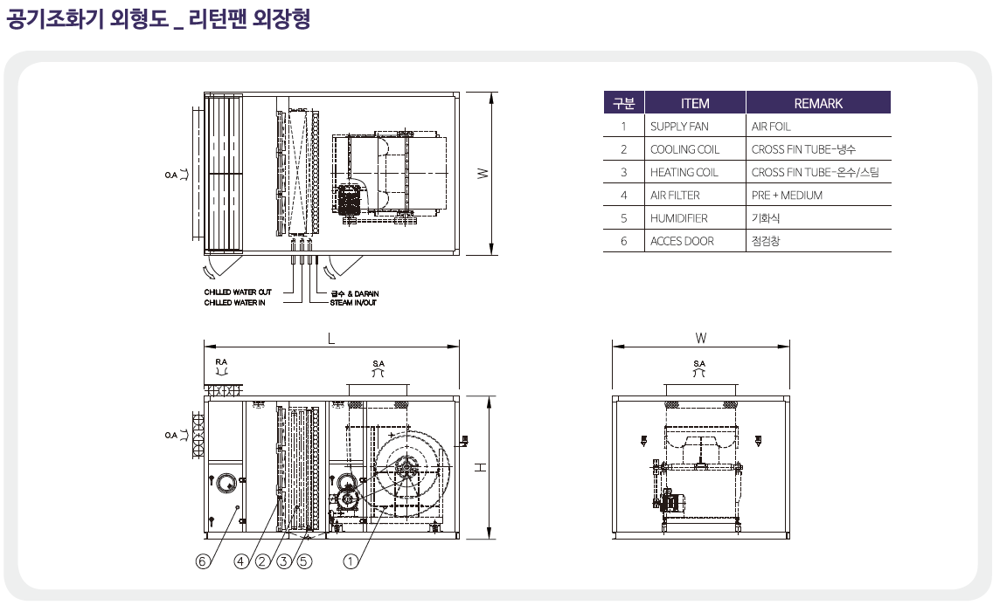 공기조화기 외형도 _ 리턴팬 외장형
구분 ITEM REMARK
1 SUPPLY FAN AIR FOIL
2 COOLING COIL CROSS FIN TUBE-냉수
3 HEATING COIL CROSS FIN TUBE-온수/스팀
4 AIR FILTER PRE + MEDIUM
5 HUMIDIFIER 기화식
6 ACCES DOOR 점검창
O.A
W
CHILLED WATER OUT
CHILLED WATER IN
급수 & DARAIN
STEAM IN/OUT
L
R.A
S.A
O.A
H
⑥ ④ ② ③ ⑤ ①
W
S.A